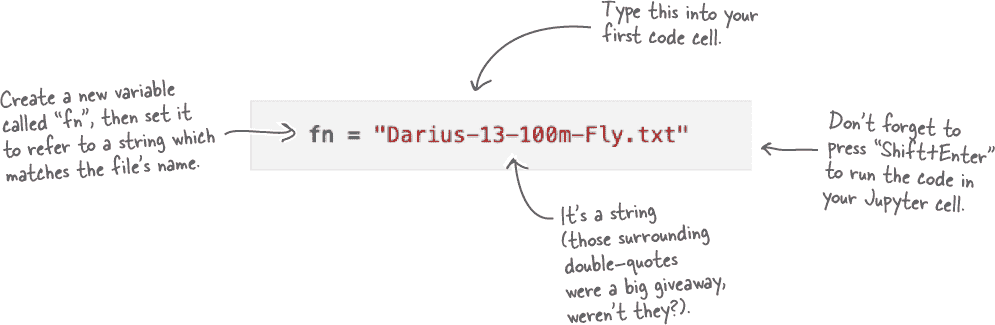 Type this into your
first code cell.
Create a new variable
called “fn”, then set it
to refer to a string which
matches the file's name.
fn = "Darius-13-100m-Fly.txt"
Don't forget to
press “Shift+Enter”
to run the code in
your Jupyter cell.
It's a string
(those surrounding
double-quotes
were a big giveaway,
weren't they?).